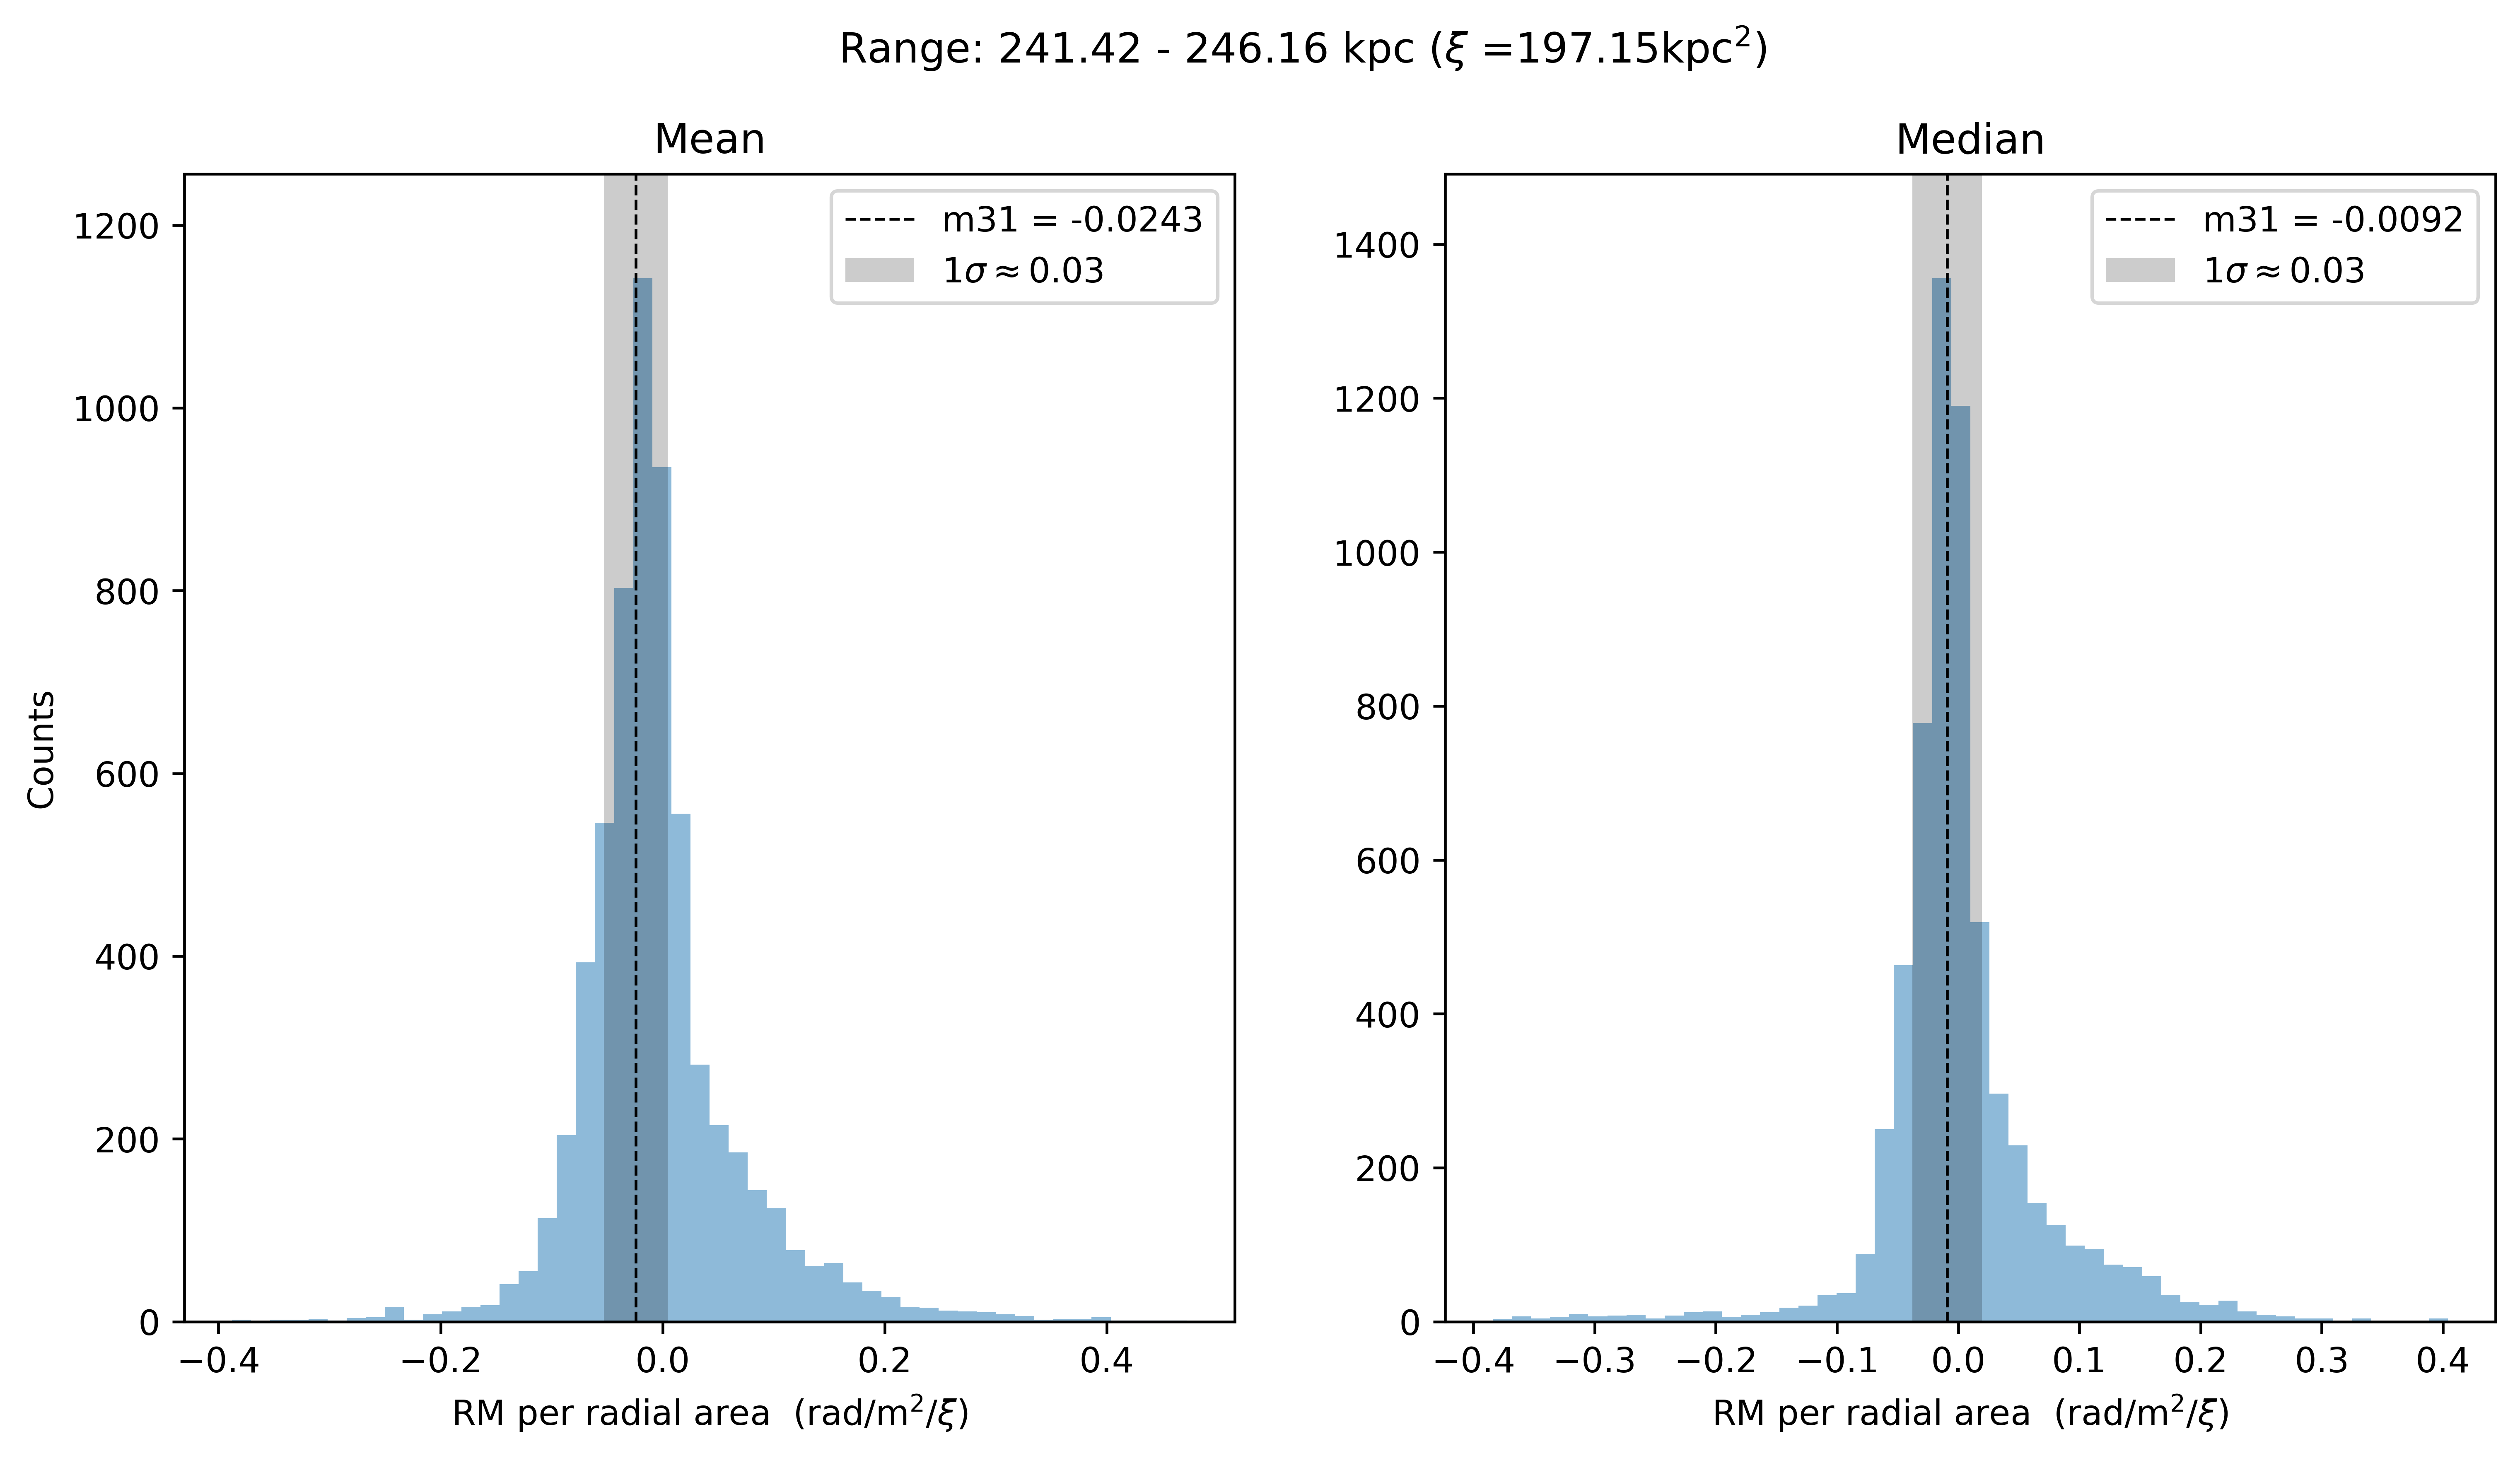 Range: 241.42 - 246.16 kpc (ξ =197.15kpc²)
Mean
m31 = -0.0243
1σ ≈ 0.03
1200
1000
800
600
400
200
0
Counts
−0.4 −0.2 0.0 0.2 0.4
RM per radial area (rad/m²/ξ)
Median
m31 = -0.0092
1σ ≈ 0.03
1400
1200
1000
800
600
400
200
0
−0.4 −0.3 −0.2 −0.1 0.0 0.1 0.2 0.3 0.4
RM per radial area (rad/m²/ξ)